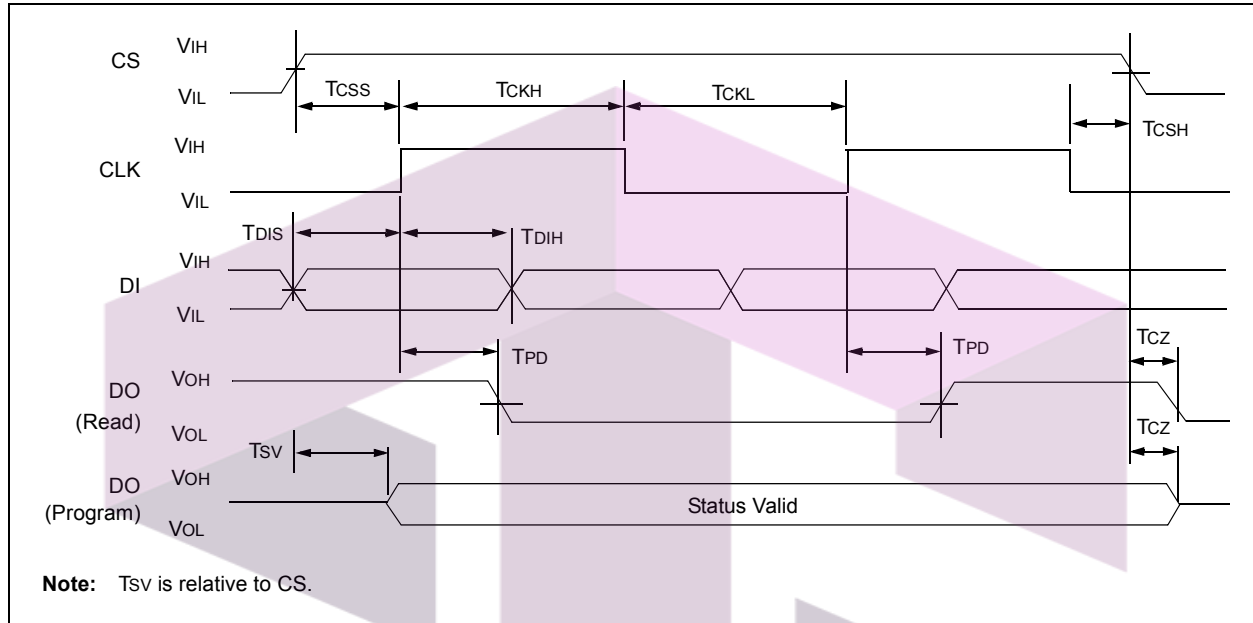 CS
VIH
VIL
TCSS
TCKH
TCKL
TCSH
CLK
VIH
VIL
TDIS
TDIH
DI
VIH
VIL
TPD
TPD
TCZ
DO
(Read)
VOH
VOL
TSV
TCZ
DO
(Program)
VOH
VOL
Status Valid
Note: TSV is relative to CS.